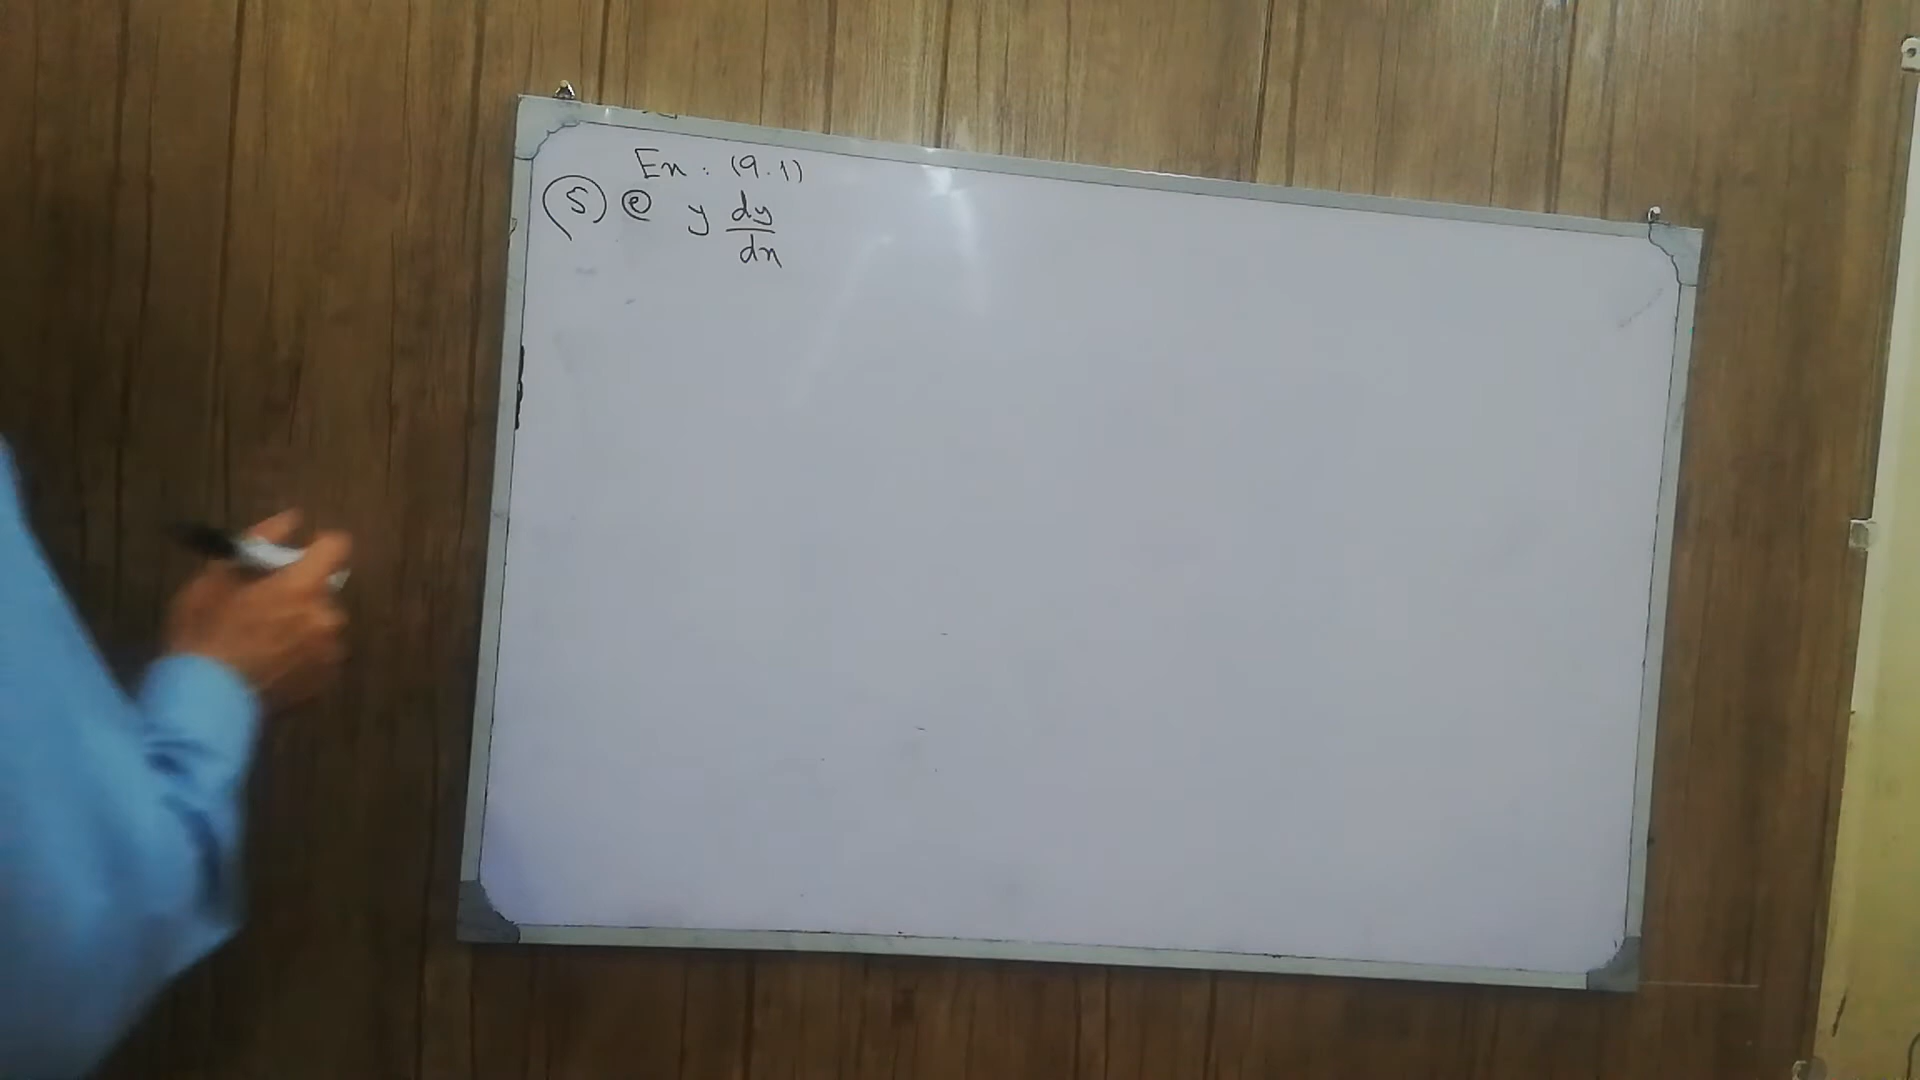 Ex : (9.1)
(5) (e) y dy/dx